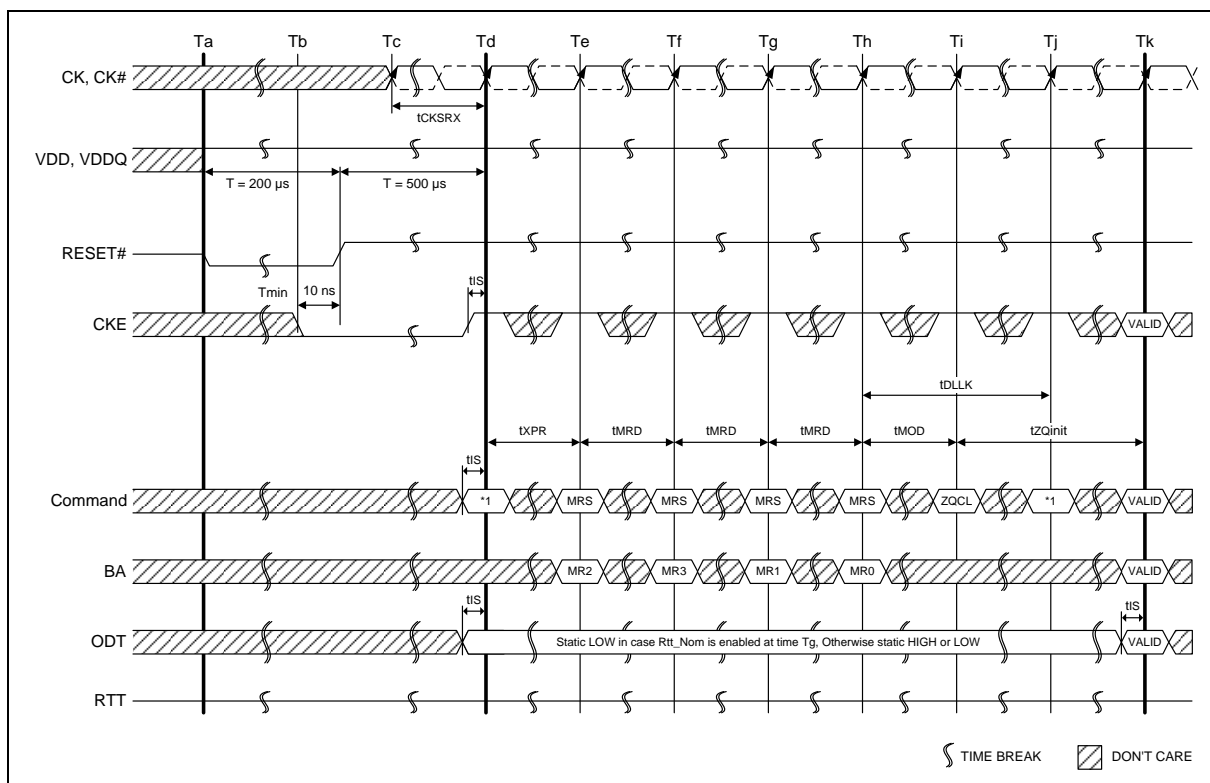 Ta Tb Tc Td Te Tf Tg Th Ti Tj Tk
CK, CK#
tCKSRX
VDD, VDDQ
T = 200 µs T = 500 µs
RESET#
tIS
Tmin 10 ns
CKE VALID
tDLLK
tXPR tMRD tMRD tMRD tMOD tZQinit
tIS
Command *1 MRS MRS MRS MRS ZQCL *1 VALID
BA MR2 MR3 MR1 MR0 VALID
tIS tIS
ODT Static LOW in case Rtt_Nom is enabled at time Tg, Otherwise static HIGH or LOW VALID
RTT
TIME BREAK DON'T CARE